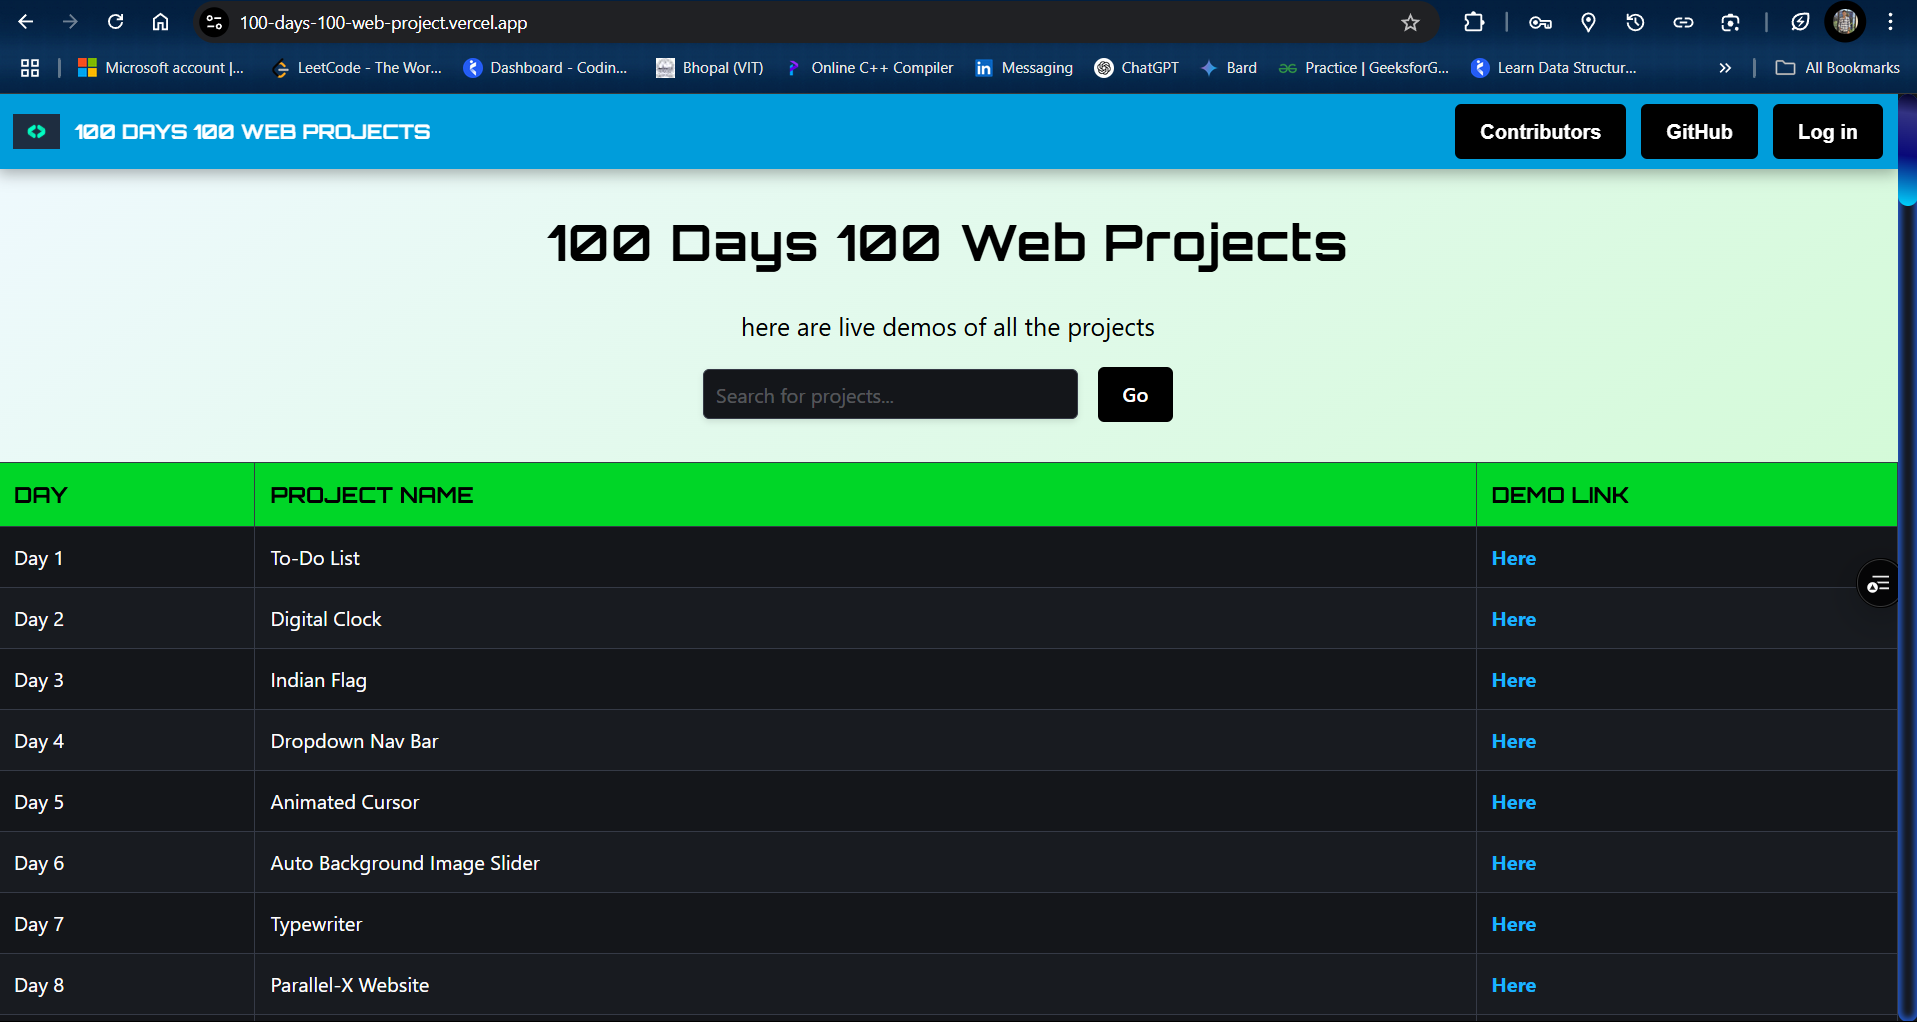 100-days-100-web-project.vercel.app
Microsoft account |... LeetCode - The Wor... Dashboard - Codin... Bhopal (VIT) Online C++ Compiler Messaging ChatGPT Bard Practice | GeeksforG... Learn Data Structur... All Bookmarks
100 DAYS 100 WEB PROJECTS Contributors GitHub Log in
100 Days 100 Web Projects
here are live demos of all the projects
Search for projects... Go
DAY PROJECT NAME DEMO LINK
Day 1 To-Do List Here
Day 2 Digital Clock Here
Day 3 Indian Flag Here
Day 4 Dropdown Nav Bar Here
Day 5 Animated Cursor Here
Day 6 Auto Background Image Slider Here
Day 7 Typewriter Here
Day 8 Parallel-X Website Here